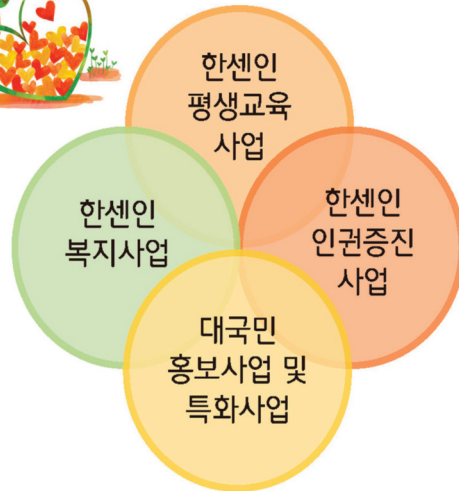 한센인
평생교육
사업
한센인
복지사업
한센인
인권증진
사업
대국민
홍보사업 및
특화사업